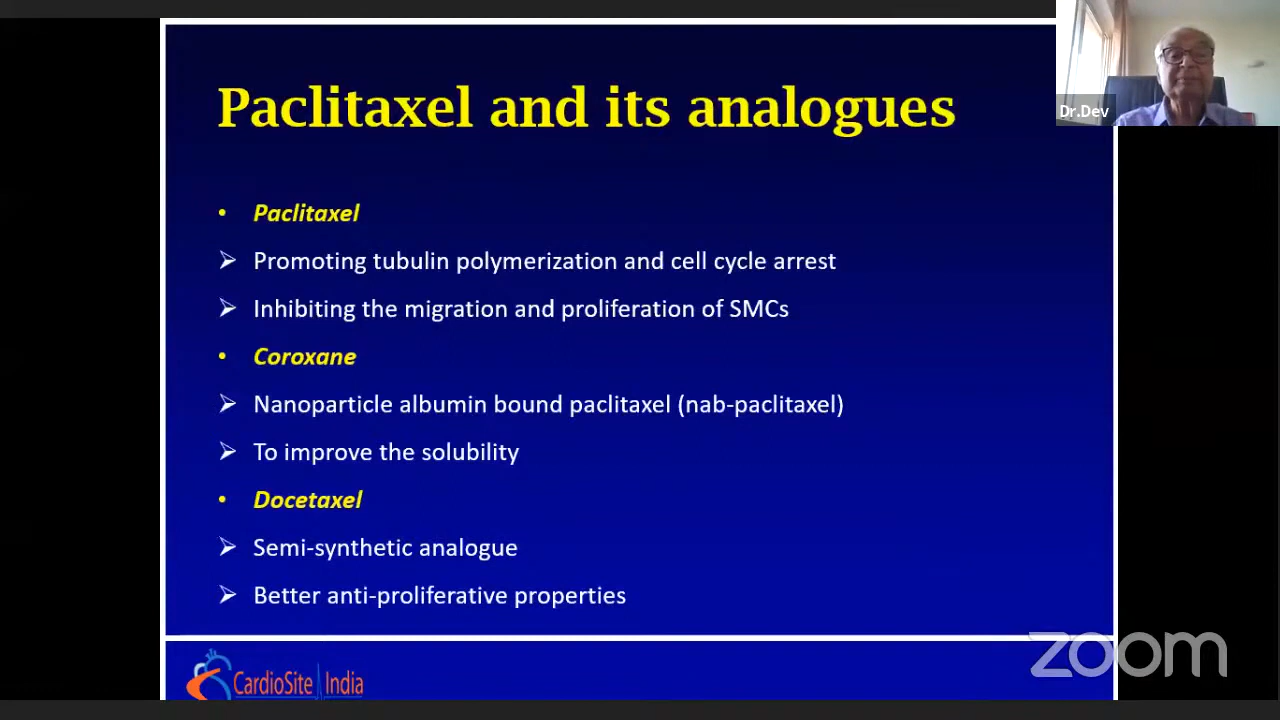 Paclitaxel and its analogues
Dr.Dev
• Paclitaxel
➢ Promoting tubulin polymerization and cell cycle arrest
➢ Inhibiting the migration and proliferation of SMCs
• Coroxane
➢ Nanoparticle albumin bound paclitaxel (nab-paclitaxel)
➢ To improve the solubility
• Docetaxel
➢ Semi-synthetic analogue
➢ Better anti-proliferative properties
zoom
CardioSite India